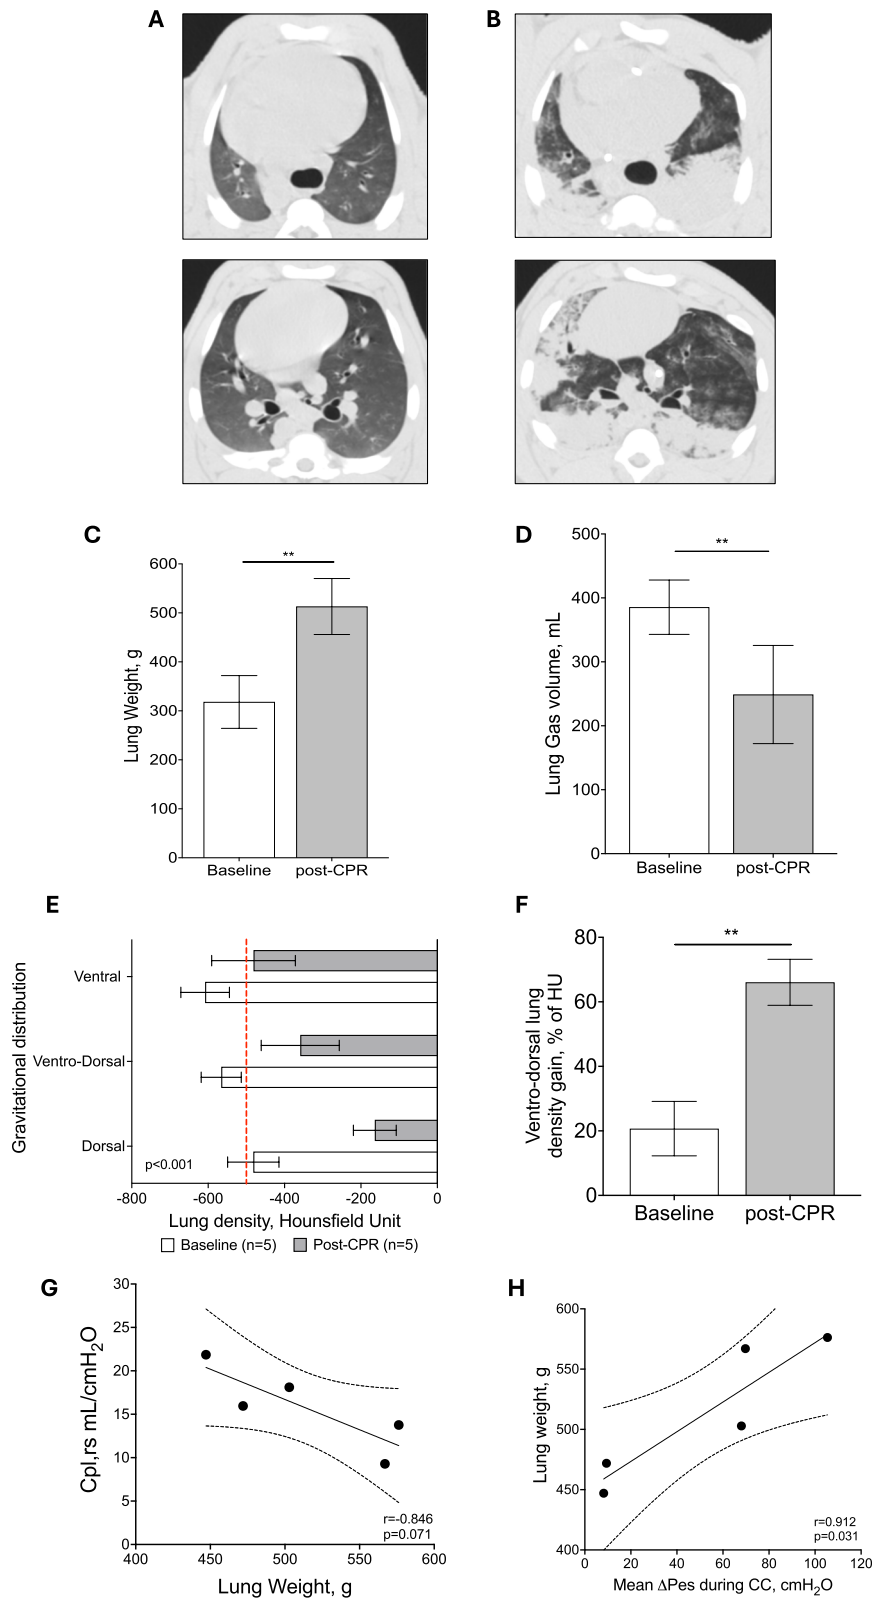 A
B
C
**
Lung Weight, g
600
500
400
300
200
100
0
Baseline
post-CPR
D
**
Lung Gas volume, mL
500
400
300
200
100
0
Baseline
post-CPR
E
Gravitational distribution
Ventral
Ventro-Dorsal
Dorsal
p<0.001
-800
-600
-400
-200
0
Lung density, Hounsfield Unit
Baseline (n=5)
Post-CPR (n=5)
F
**
Ventro-dorsal lung
density gain, % of HU
80
60
40
20
0
Baseline
post-CPR
G
Cpl,rs mL/cmH₂O
30
25
20
15
10
5
0
r=-0.846
p=0.071
400
450
500
550
600
Lung Weight, g
H
Lung weight, g
600
550
500
450
400
r=0.912
p=0.031
0
20
40
60
80
100
120
Mean ΔPes during CC, cmH₂O